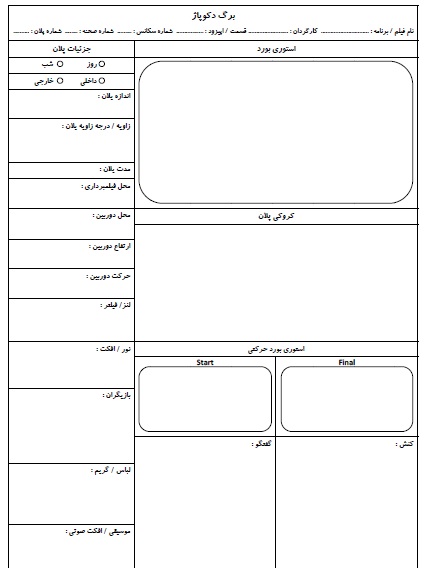 برگ دکوپاژ
نام فیلم / برنامه : .................... کارگردان : .................... قسمت / اپیزود : .............. شماره سکانس : .......... شماره صحنه : ........ شماره پلان : ........
استوری بورد
جزئیات پلان
روز
شب
داخلی
خارجی
اندازه پلان :
زاویه / درجه زاویه پلان :
مدت پلان :
محل فیلمبرداری :
کروکی پلان
محل دوربین :
ارتفاع دوربین :
حرکت دوربین :
لنز/ فیلتر :
استوری بورد حرکتی
نور / افکت :
Start
Final
بازیگران :
کنش :
گفتگو :
لباس / گریم :
موسیقی / افکت صوتی :